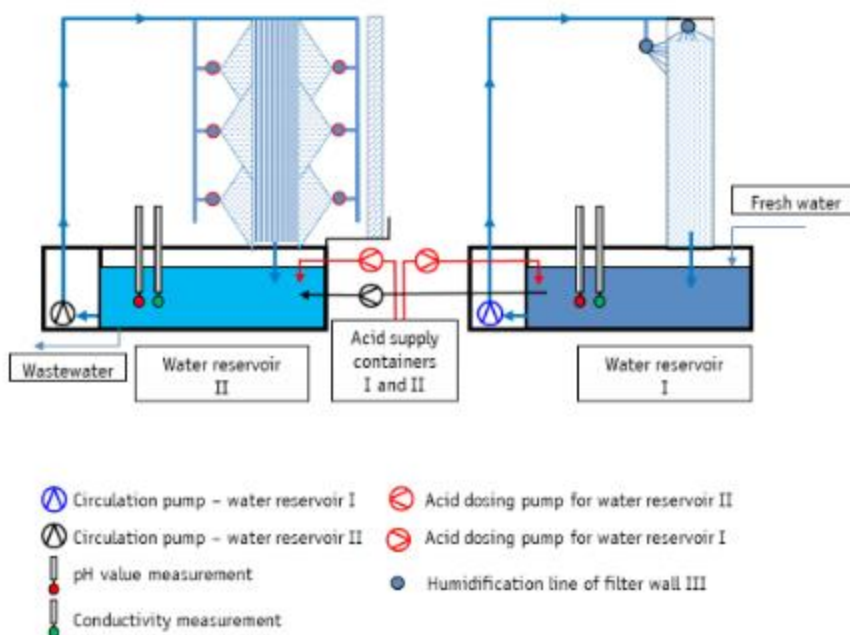 Fresh water
Wastewater
Water reservoir
II
Acid supply
containers
I and II
Water reservoir
I
Circulation pump – water reservoir I
Circulation pump – water reservoir II
pH value measurement
Conductivity measurement
Acid dosing pump for water reservoir II
Acid dosing pump for water reservoir I
Humidification line of filter wall III